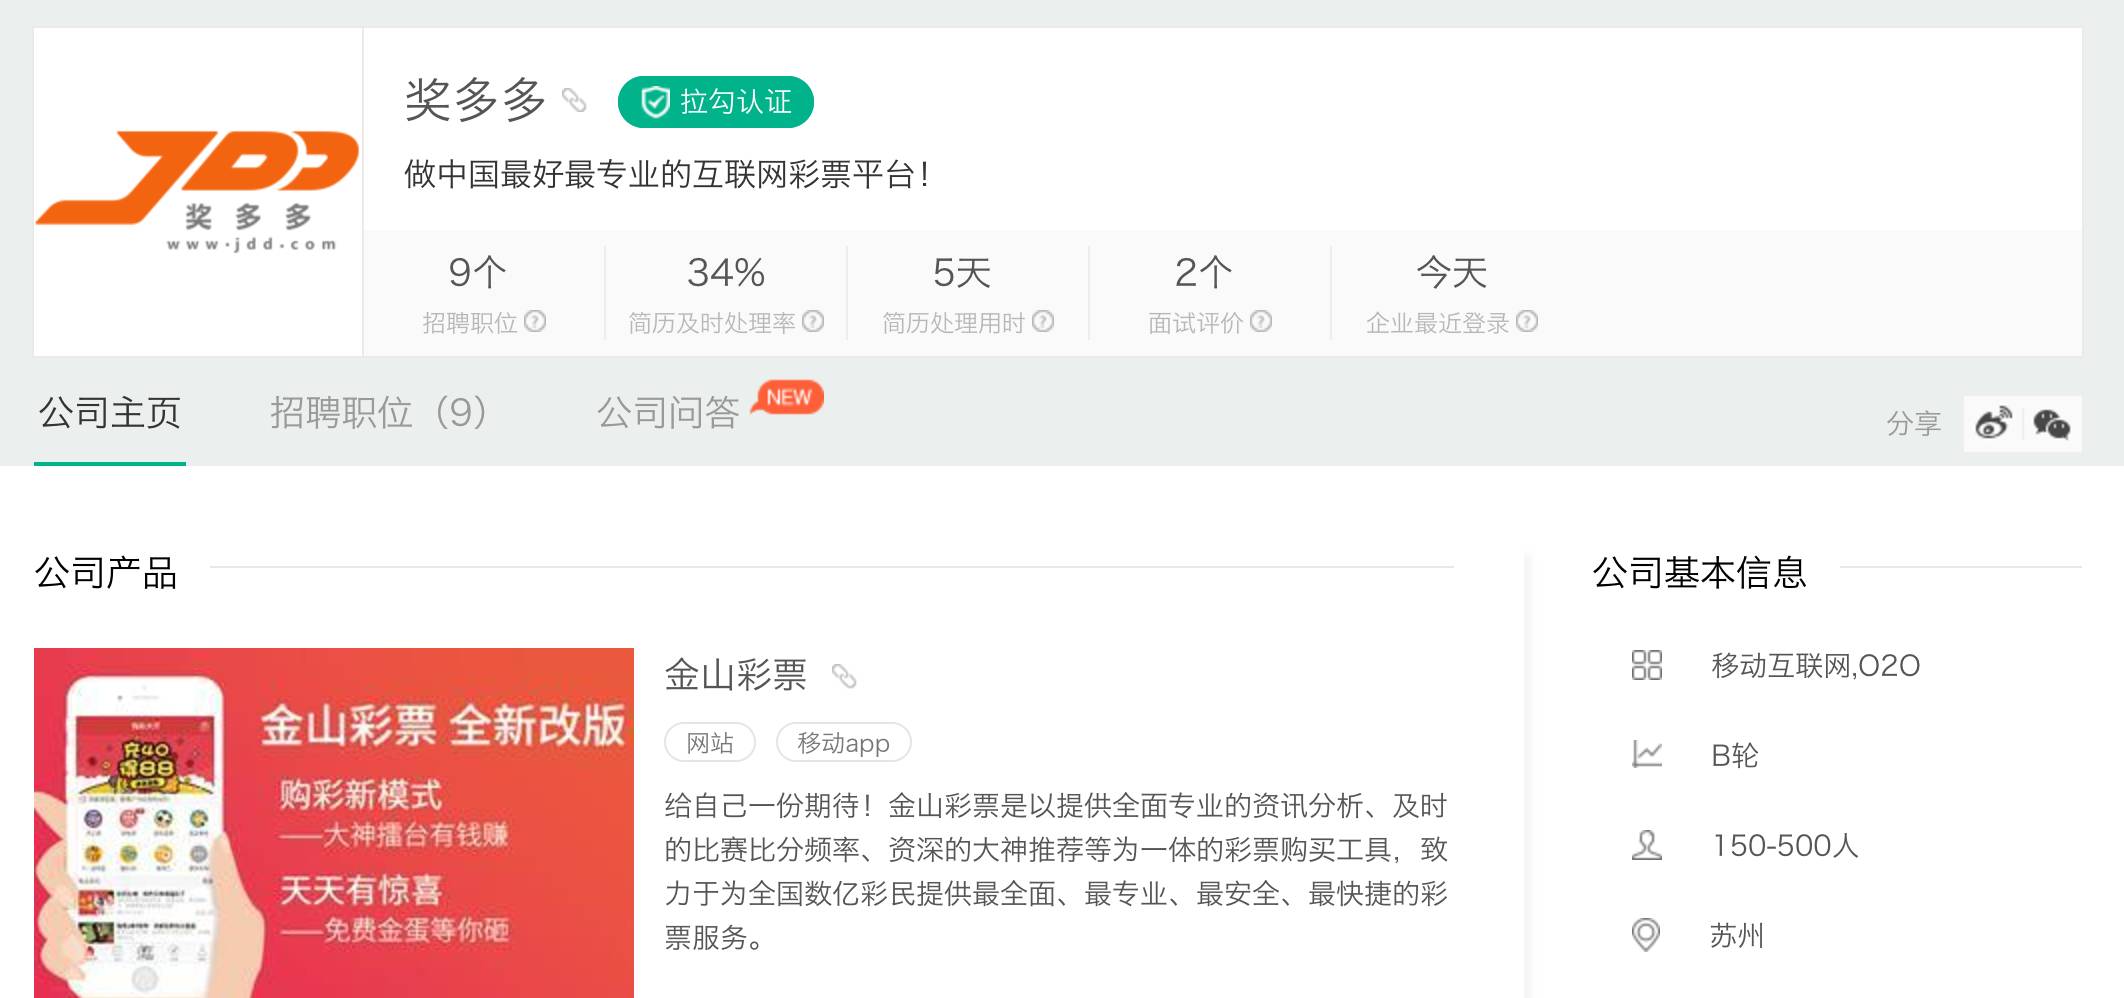 奖多多
拉勾认证
做中国最好最专业的互联网彩票平台！
奖多多
www.jdd.com
9个
招聘职位
34%
简历及时处理率
5天
简历处理用时
2个
面试评价
今天
企业最近登录
公司主页
招聘职位（9）
公司问答
NEW
分享
公司产品
金山彩票 全新改版
购彩新模式
——大神擂台有钱赚
天天有惊喜
——免费金蛋等你砸
充40
得88
金山彩票
网站
移动app
给自己一份期待！金山彩票是以提供全面专业的资讯分析、及时
的比赛比分频率、资深的大神推荐等为一体的彩票购买工具，致
力于为全国数亿彩民提供最全面、最专业、最安全、最快捷的彩
票服务。
公司基本信息
移动互联网,O2O
B轮
150-500人
苏州